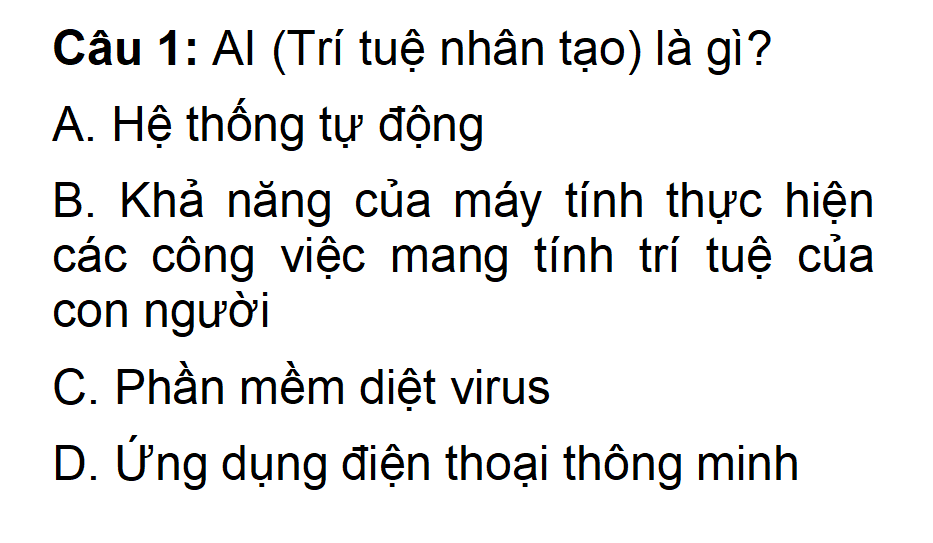 Câu 1: AI (Trí tuệ nhân tạo) là gì?
A. Hệ thống tự động
B. Khả năng của máy tính thực hiện
các công việc mang tính trí tuệ của
con người
C. Phần mềm diệt virus
D. Ứng dụng điện thoại thông minh